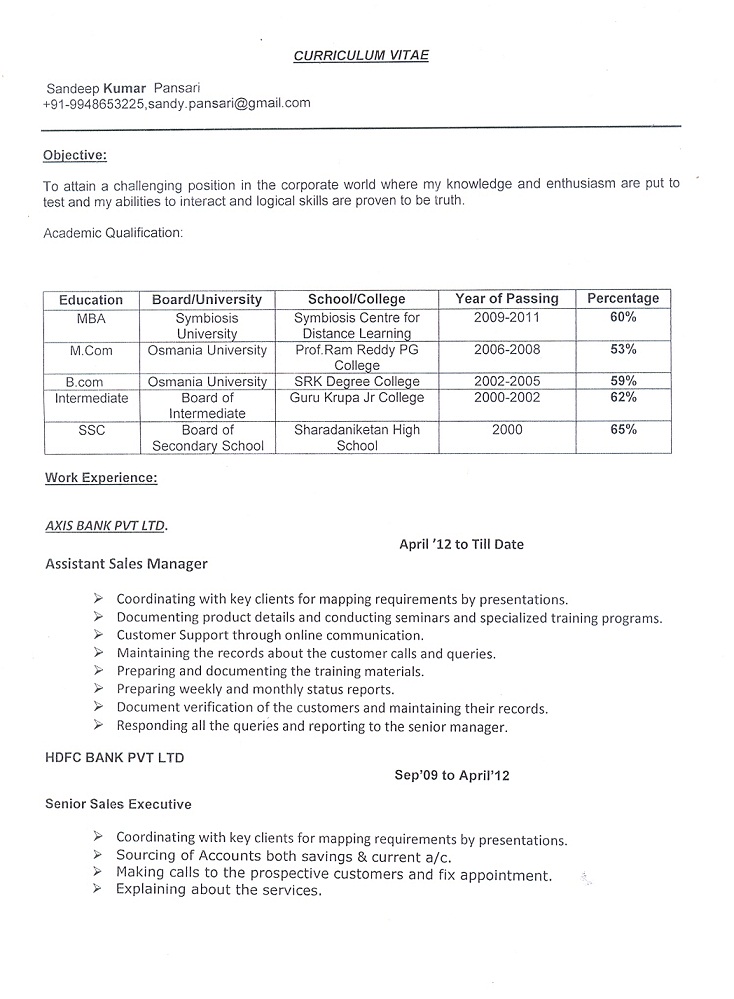 CURRICULUM VITAE
Sandeep Kumar Pansari
+91-9948653225,sandy.pansari@gmail.com
Objective:
To attain a challenging position in the corporate world where my knowledge and enthusiasm are put to
test and my abilities to interact and logical skills are proven to be truth.
Academic Qualification:
Education Board/University School/College Year of Passing Percentage
MBA Symbiosis University Symbiosis Centre for Distance Learning 2009-2011 60%
M.Com Osmania University Prof.Ram Reddy PG College 2006-2008 53%
B.com Osmania University SRK Degree College 2002-2005 59%
Intermediate Board of Intermediate Guru Krupa Jr College 2000-2002 62%
SSC Board of Secondary School Sharadaniketan High School 2000 65%
Work Experience:
AXIS BANK PVT LTD.
April '12 to Till Date
Assistant Sales Manager
➢ Coordinating with key clients for mapping requirements by presentations.
➢ Documenting product details and conducting seminars and specialized training programs.
➢ Customer Support through online communication.
➢ Maintaining the records about the customer calls and queries.
➢ Preparing and documenting the training materials.
➢ Preparing weekly and monthly status reports.
➢ Document verification of the customers and maintaining their records.
➢ Responding all the queries and reporting to the senior manager.
HDFC BANK PVT LTD
Sep'09 to April'12
Senior Sales Executive
➢ Coordinating with key clients for mapping requirements by presentations.
➢ Sourcing of Accounts both savings & current a/c.
➢ Making calls to the prospective customers and fix appointment.
➢ Explaining about the services.